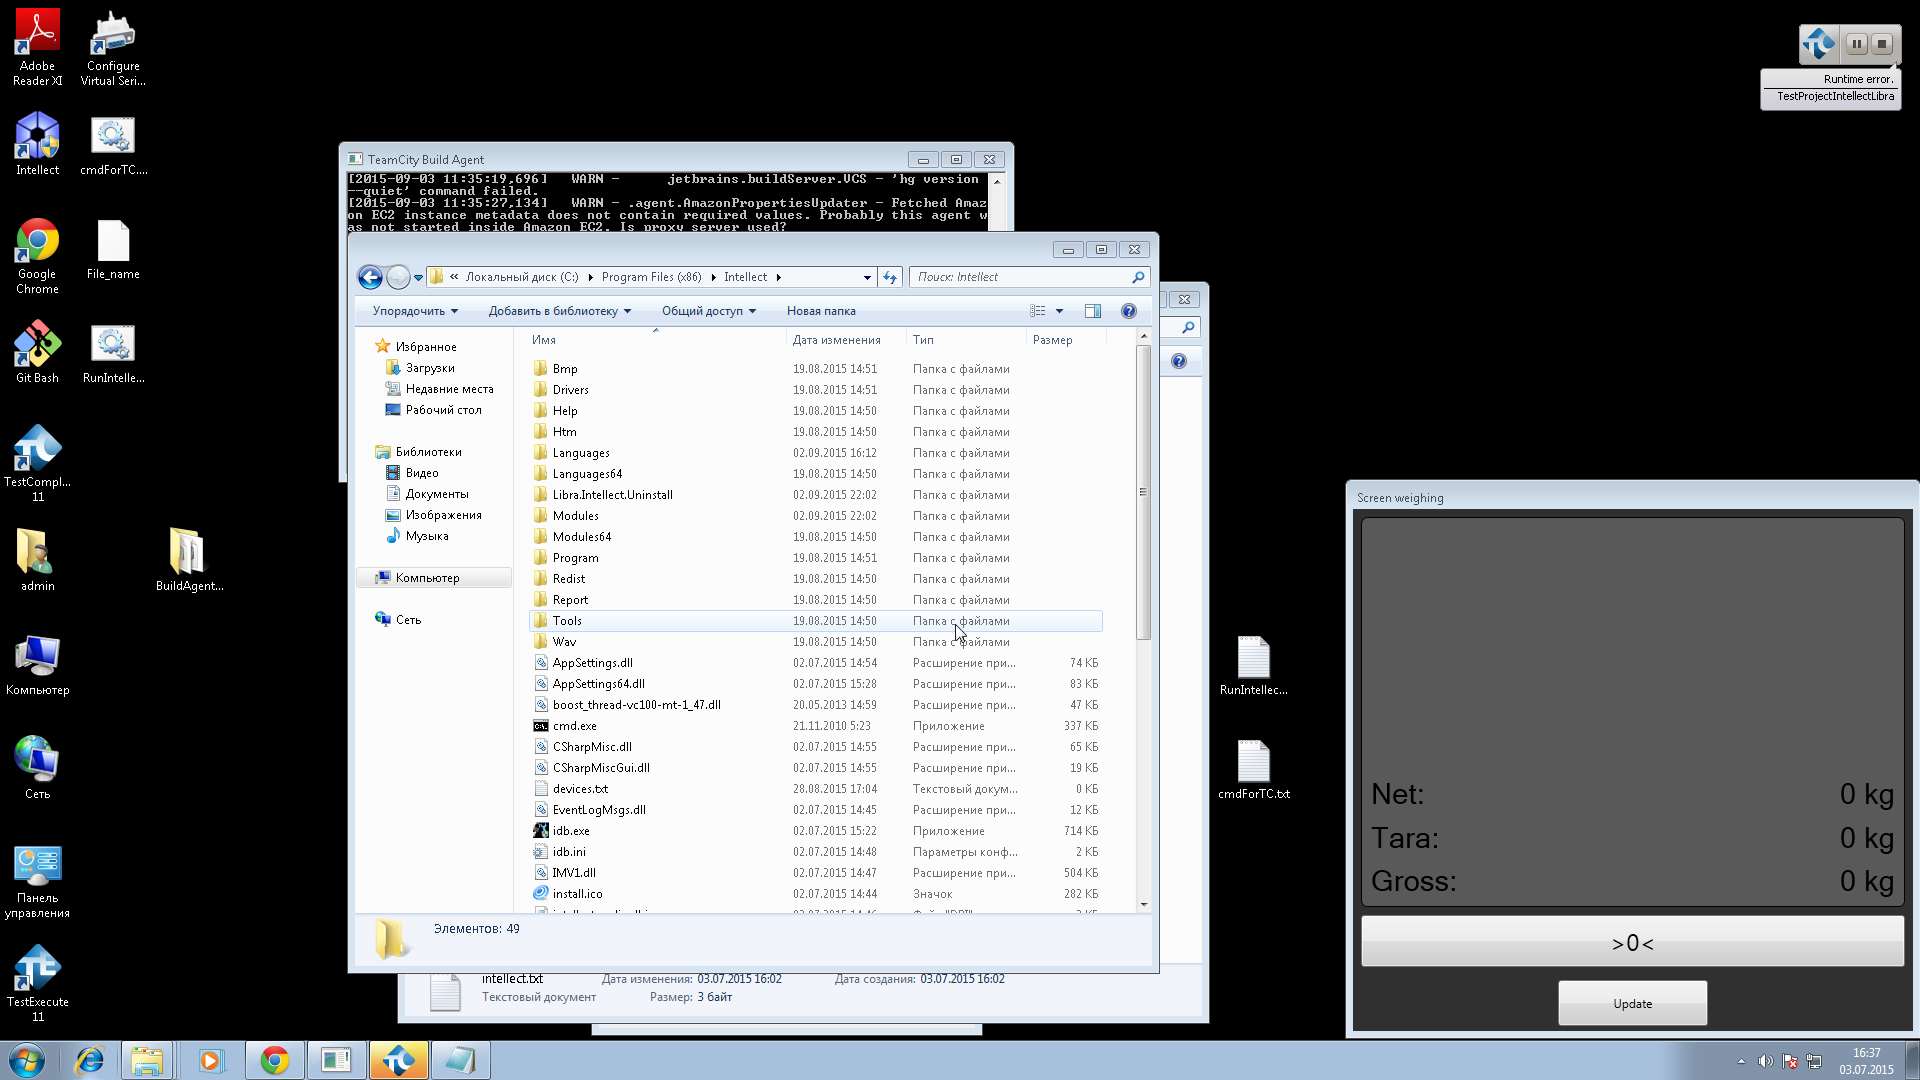 Adobe
Reader XI
Configure
Virtual Seri...
Intellect
cmdForTC....
Google
Chrome
File_name
Git Bash
RunIntelle...
TestCompl...
11
admin
BuildAgent...
Компьютер
Сеть
Панель
управления
TestExecute
11
Runtime error.
TestProjectIntellectLibra
TeamCity Build Agent
[2015-09-03 11:35:19,696] WARN - jetbrains.buildServer.VCS - 'hg version
--quiet' command failed.
[2015-09-03 11:35:27,134] WARN - .agent.AmazonPropertiesUpdater - Fetched Amaz
on EC2 instance metadata does not contain required values. Probably this agent w
as not started inside Amazon EC2. Is proxy server used?
« Локальный диск (C:) Program Files (x86) Intellect
Поиск: Intellect
Упорядочить Добавить в библиотеку Общий доступ Новая папка
Избранное
Загрузки
Недавние места
Рабочий стол
Библиотеки
Видео
Документы
Изображения
Музыка
Компьютер
Сеть
Имя Дата изменения Тип Размер
Bmp 19.08.2015 14:51 Папка с файлами
Drivers 19.08.2015 14:51 Папка с файлами
Help 19.08.2015 14:50 Папка с файлами
Htm 19.08.2015 14:50 Папка с файлами
Languages 02.09.2015 16:12 Папка с файлами
Languages64 19.08.2015 14:50 Папка с файлами
Libra.Intellect.Uninstall 02.09.2015 22:02 Папка с файлами
Modules 02.09.2015 22:02 Папка с файлами
Modules64 19.08.2015 14:50 Папка с файлами
Program 19.08.2015 14:51 Папка с файлами
Redist 19.08.2015 14:50 Папка с файлами
Report 19.08.2015 14:50 Папка с файлами
Tools 19.08.2015 14:50 Папка с файлами
Wav 19.08.2015 14:50 Папка с файлами
AppSettings.dll 02.07.2015 14:54 Расширение при... 74 КБ
AppSettings64.dll 02.07.2015 15:28 Расширение при... 83 КБ
boost_thread-vc100-mt-1_47.dll 20.05.2013 14:59 Расширение при... 47 КБ
cmd.exe 21.11.2010 5:23 Приложение 337 КБ
CSharpMisc.dll 02.07.2015 14:55 Расширение при... 65 КБ
CSharpMiscGui.dll 02.07.2015 14:55 Расширение при... 19 КБ
devices.txt 28.08.2015 17:04 Текстовый докум... 0 КБ
EventLogMsgs.dll 02.07.2015 14:45 Расширение при... 12 КБ
idb.exe 02.07.2015 15:22 Приложение 714 КБ
idb.ini 02.07.2015 14:48 Параметры конф... 2 КБ
IMV1.dll 02.07.2015 14:47 Расширение при... 504 КБ
install.ico 02.07.2015 14:44 Значок 282 КБ
Элементов: 49
intellect.txt Дата изменения: 03.07.2015 16:02 Дата создания: 03.07.2015 16:02
Текстовый документ Размер: 3 байт
RunIntellec...
cmdForTC.txt
Screen weighing
Net: 0 kg
Tara: 0 kg
Gross: 0 kg
>0<
Update
16:37
03.07.2015